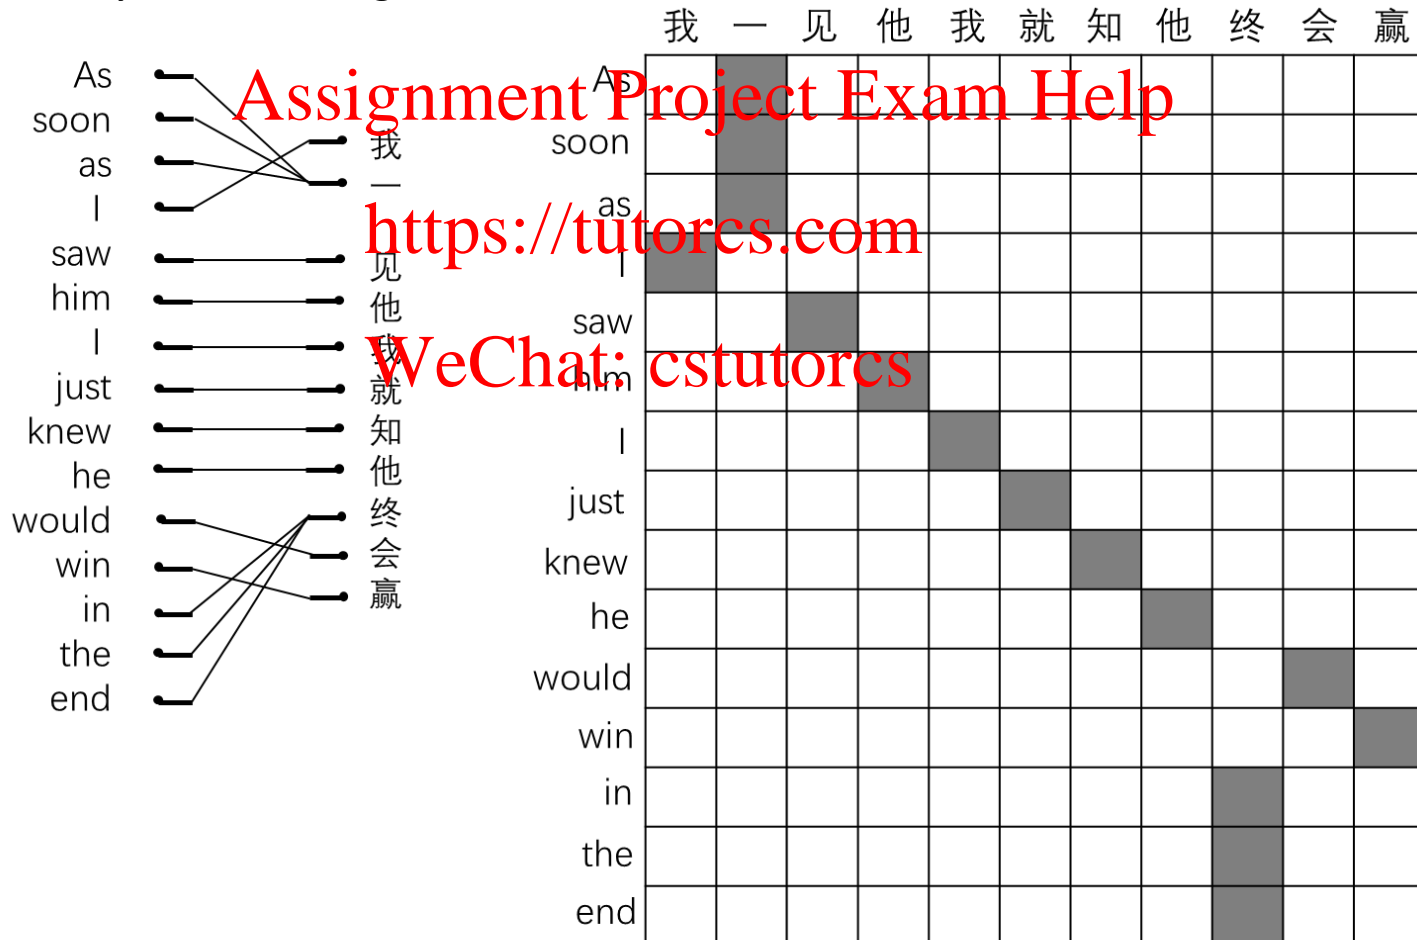 As
soon
as
I
saw
him
I
just
knew
he
would
win
in
the
end
我
一
见
他
我
就
知
他
终
会
赢
我 一 见 他 我 就 知 他 终 会 赢
As
soon
as
I
saw
him
I
just
knew
he
would
win
in
the
end
Assignment Project Exam Help
https://tutorcs.com
WeChat: cstutorcs